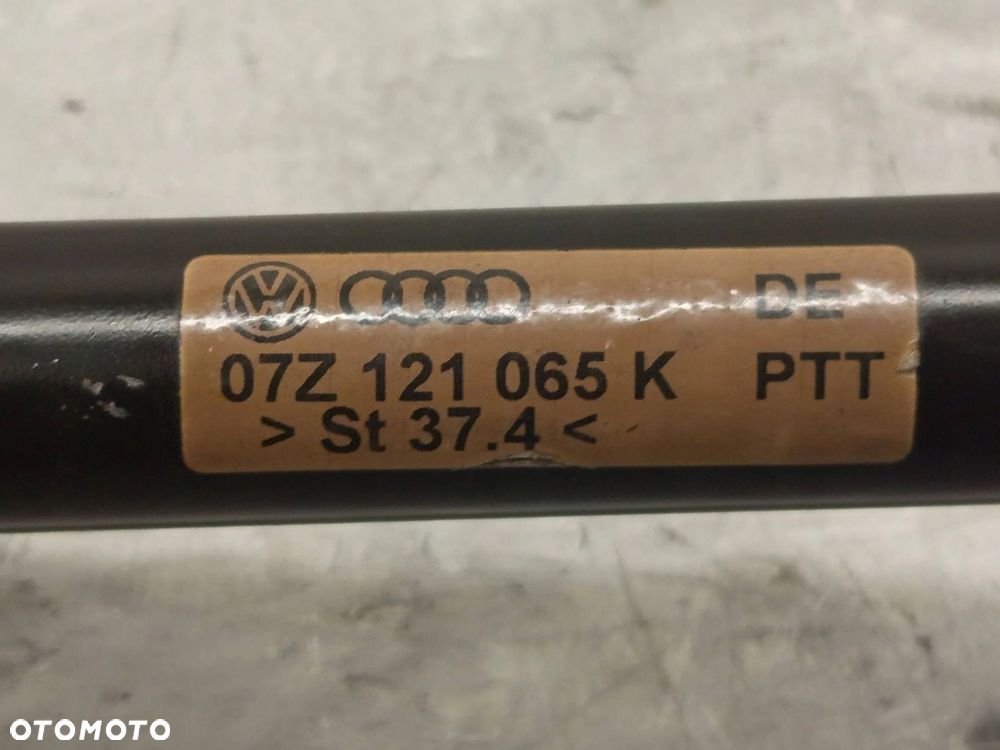 DE
07Z 121 065 K PTT
> St 37.4 <
OTOMOTO